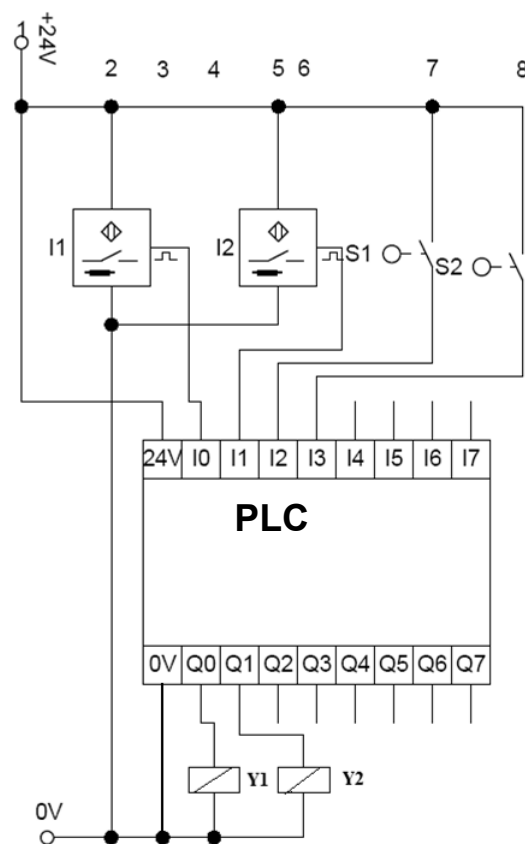 1 +24V
2 3 4 5 6 7 8
I1 I2 S1 S2
24V I0 I1 I2 I3 I4 I5 I6 I7
PLC
0V Q0 Q1 Q2 Q3 Q4 Q5 Q6 Q7
Y1 Y2
0V